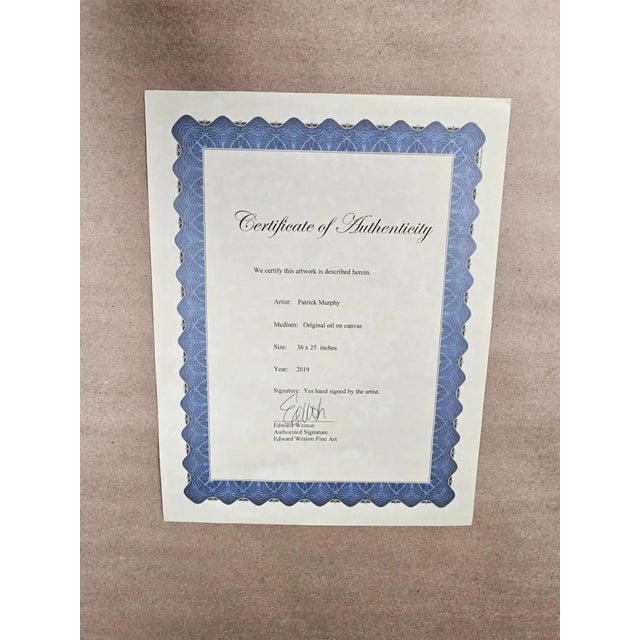 Certificate of Authenticity
We certify this artwork is described herein.
Artist: Patrick Murphy
Medium: Original oil on canvas
Size: 36 x 25 inches
Year: 2019
Signature: Yes hand signed by the artist.
Edward Weston
Authorized Signature
Edward Weston Fine Art